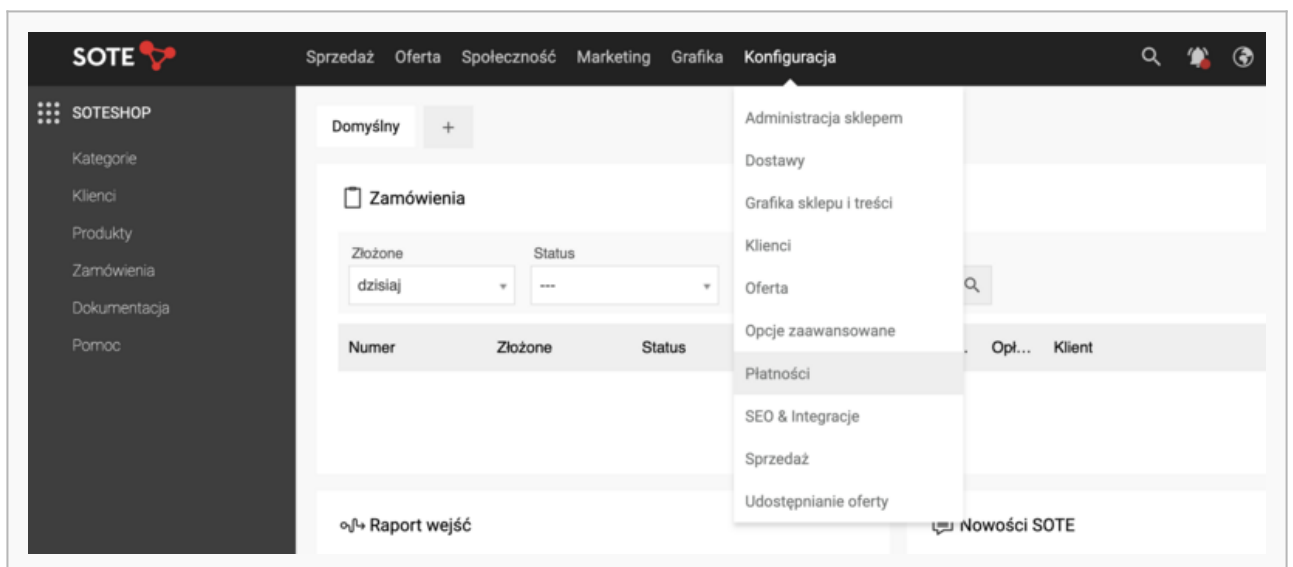 SOTE Sprzedaż Oferta Społeczność Marketing Grafika Konfiguracja
SOTESHOP
Kategorie
Klienci
Produkty
Zamówienia
Dokumentacja
Pomoc
Domyślny +
Zamówienia
Złożone Status
dzisiaj ---
Numer Złożone Status . Opł... Klient
Administracja sklepem
Dostawy
Grafika sklepu i treści
Klienci
Oferta
Opcje zaawansowane
Płatności
SEO & Integracje
Sprzedaż
Udostępnianie oferty
Raport wejść
Nowości SOTE